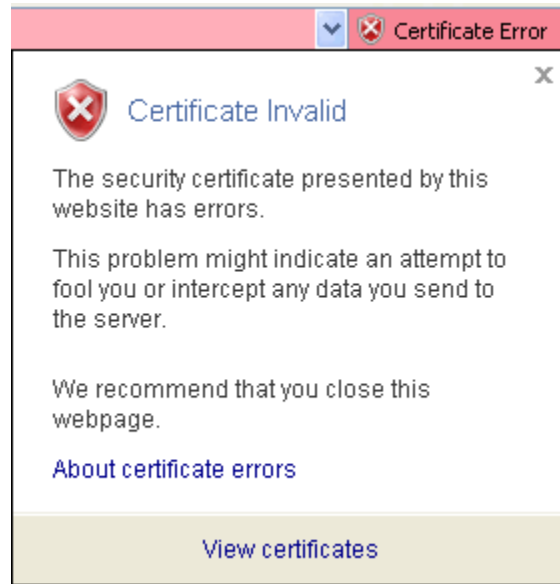 Certificate Error
Certificate Invalid
The security certificate presented by this
website has errors.
This problem might indicate an attempt to
fool you or intercept any data you send to
the server.
We recommend that you close this
webpage.
About certificate errors
View certificates